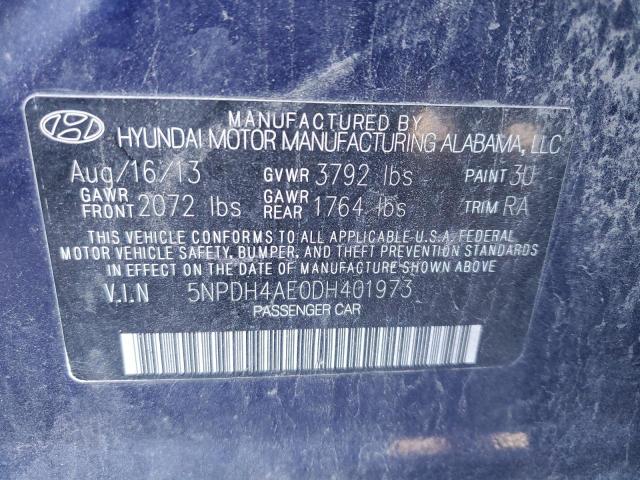 MANUFACTURED BY
HYUNDAI MOTOR MANUFACTURING ALABAMA, LLC
Aug/16/13 GVWR 3792 lbs PAINT 3U
GAWR FRONT 2072 lbs GAWR REAR 1764 lbs TRIM RA
THIS VEHICLE CONFORMS TO ALL APPLICABLE U.S.A. FEDERAL
MOTOR VEHICLE SAFETY, BUMPER, AND THEFT PREVENTION STANDARDS
IN EFFECT ON THE DATE OF MANUFACTURE SHOWN ABOVE.
V.I.N 5NPDH4AE0DH401973
PASSENGER CAR